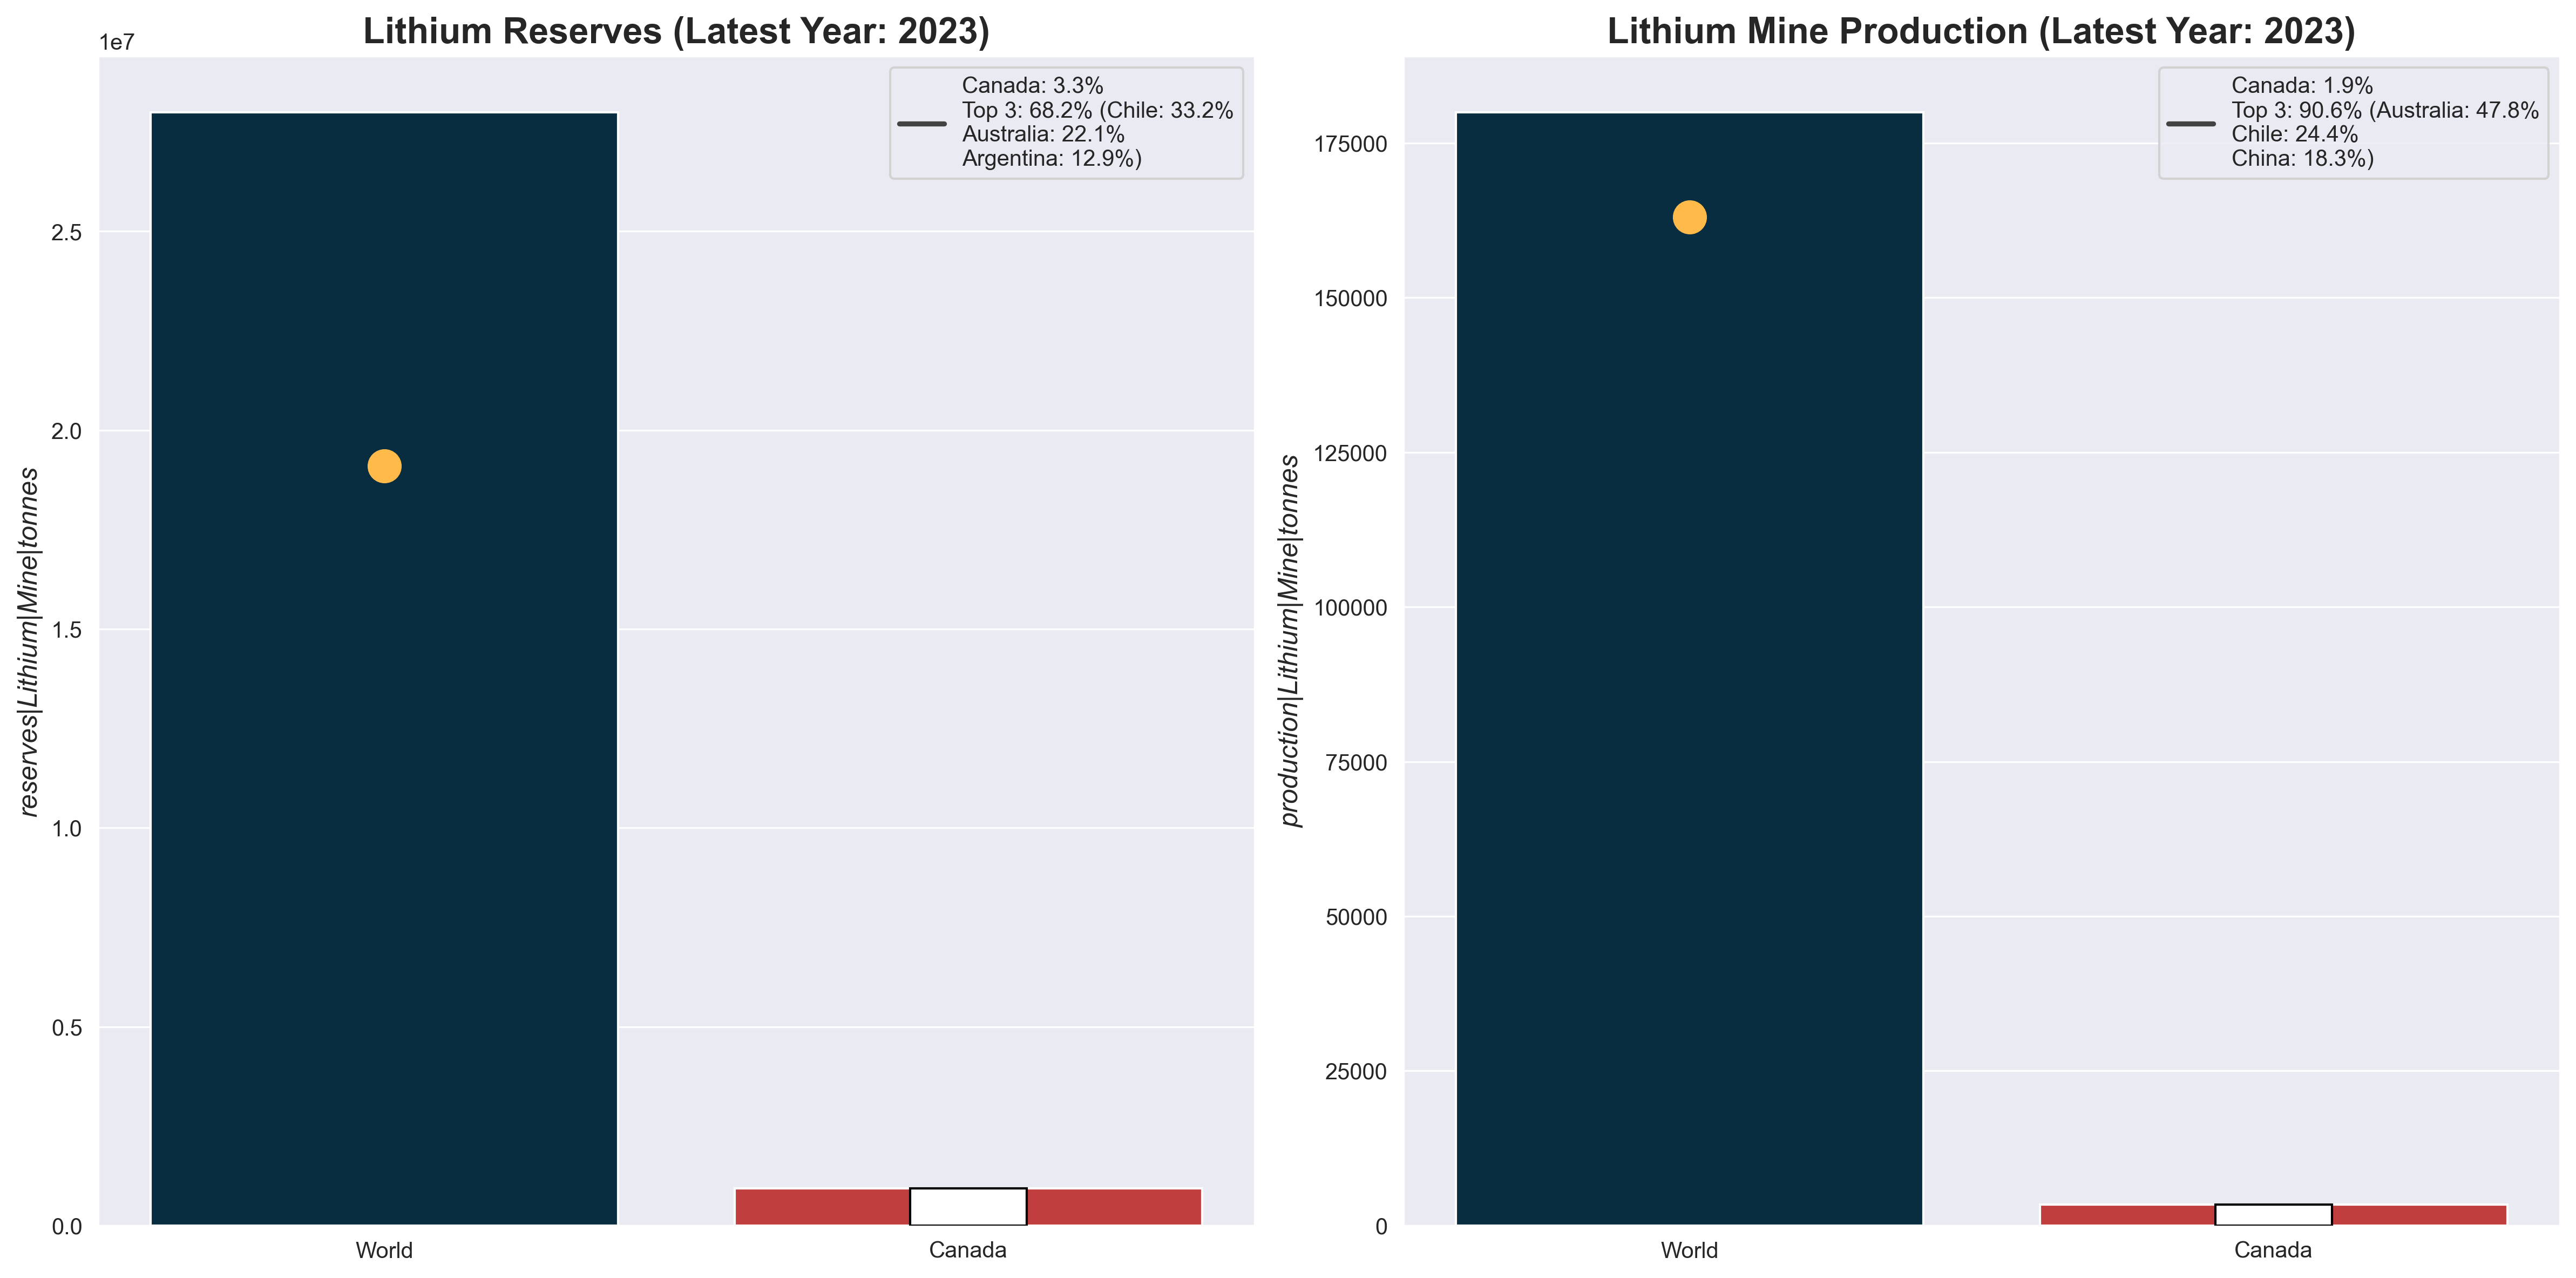 Lithium Reserves (Latest Year: 2023)
1e7
Canada: 3.3%
Top 3: 68.2% (Chile: 33.2%
Australia: 22.1%
Argentina: 12.9%)
2.5
2.0
1.5
1.0
0.5
0.0
reserves|Lithium|Mine|tonnes
World
Canada
Lithium Mine Production (Latest Year: 2023)
Canada: 1.9%
Top 3: 90.6% (Australia: 47.8%
Chile: 24.4%
China: 18.3%)
175000
150000
125000
100000
75000
50000
25000
0
production|Lithium|Mine|tonnes
World
Canada